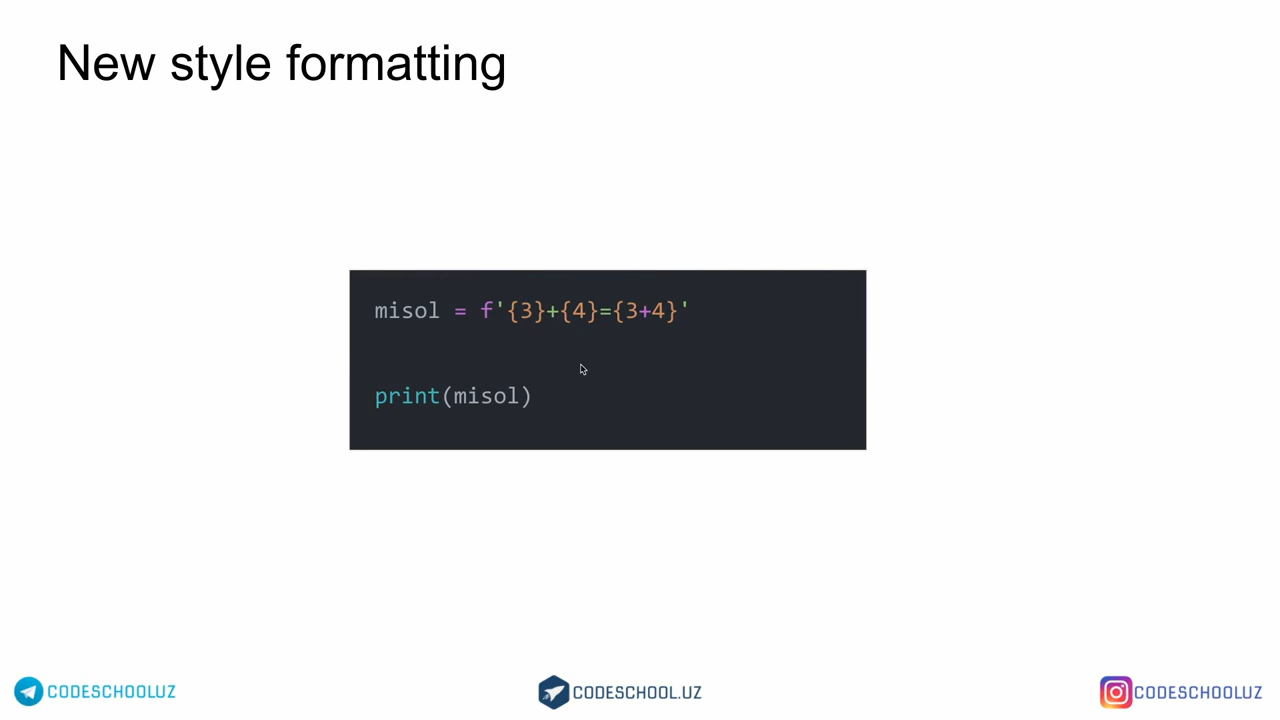 New style formatting
misol = f'{3}+{4}={3+4}'
print(misol)
CODESCHOOLUZ
CODESCHOOL.UZ
CODESCHOOLUZ